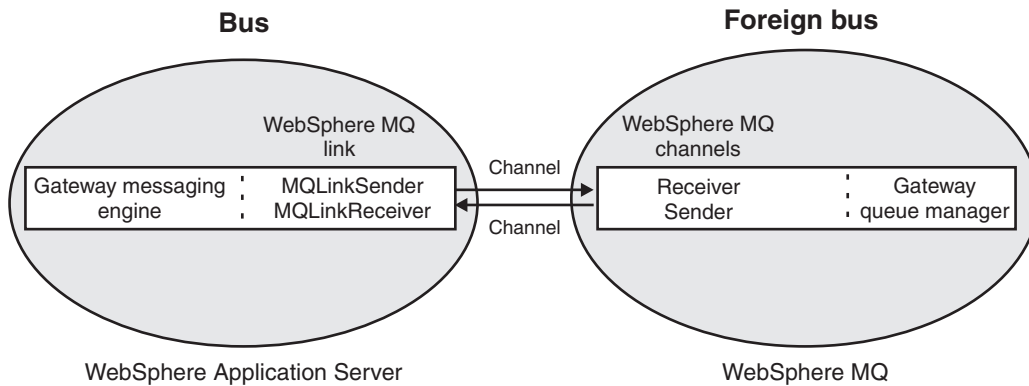 Bus
Foreign bus
WebSphere MQ
link
WebSphere MQ
channels
Channel
Gateway messaging
engine
MQLinkSender
MQLinkReceiver
Receiver
Sender
Gateway
queue manager
Channel
WebSphere Application Server
WebSphere MQ